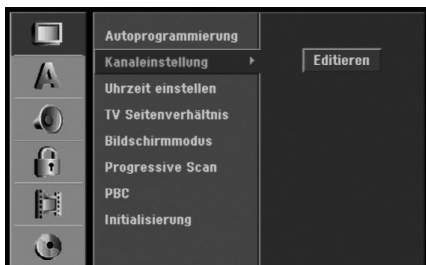 Autoprogrammierung
Kanaleinstellung Editieren
Uhrzeit einstellen
TV Seitenverhältnis
Bildschirmmodus
Progressive Scan
PBC
Initialisierung